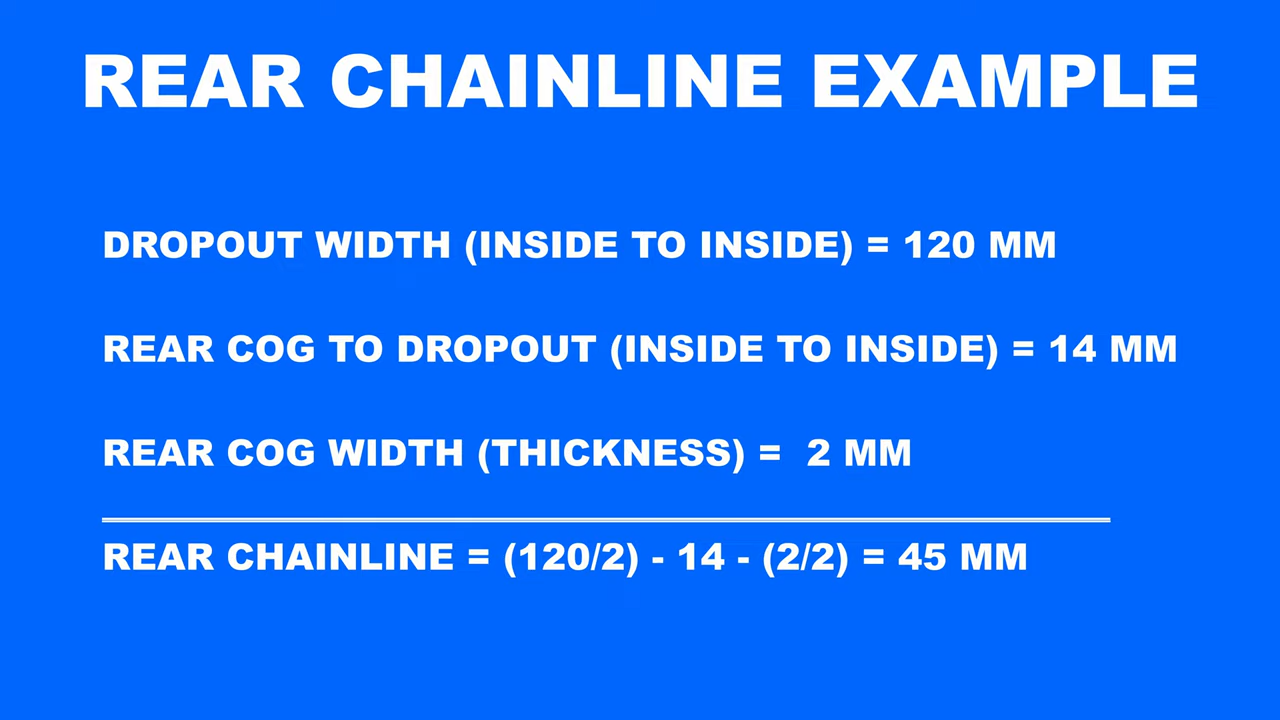 REAR CHAINLINE EXAMPLE
DROPOUT WIDTH (INSIDE TO INSIDE) = 120 MM
REAR COG TO DROPOUT (INSIDE TO INSIDE) = 14 MM
REAR COG WIDTH (THICKNESS) =  2 MM
REAR CHAINLINE = (120/2) - 14 - (2/2) = 45 MM